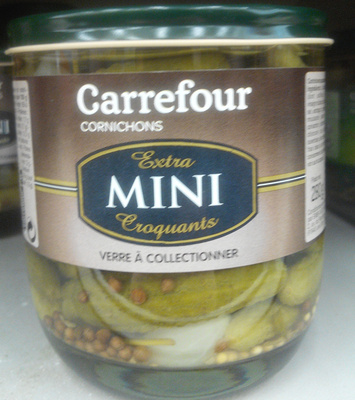 Carrefour
CORNICHONS
Extra
MINI
Croquants
VERRE À COLLECTIONNER